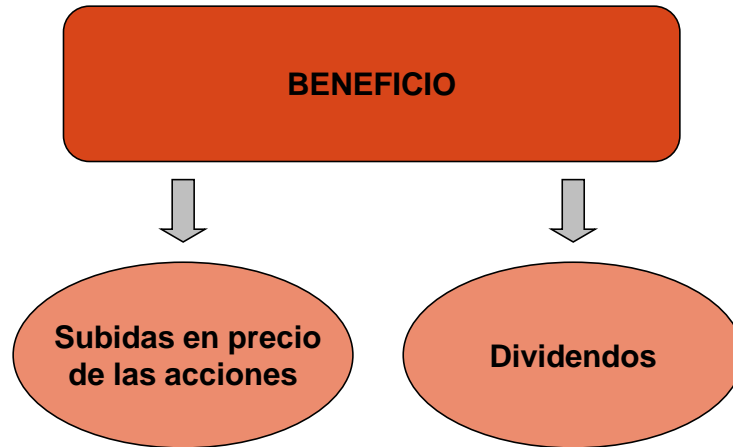 BENEFICIO
Subidas en precio
de las acciones
Dividendos